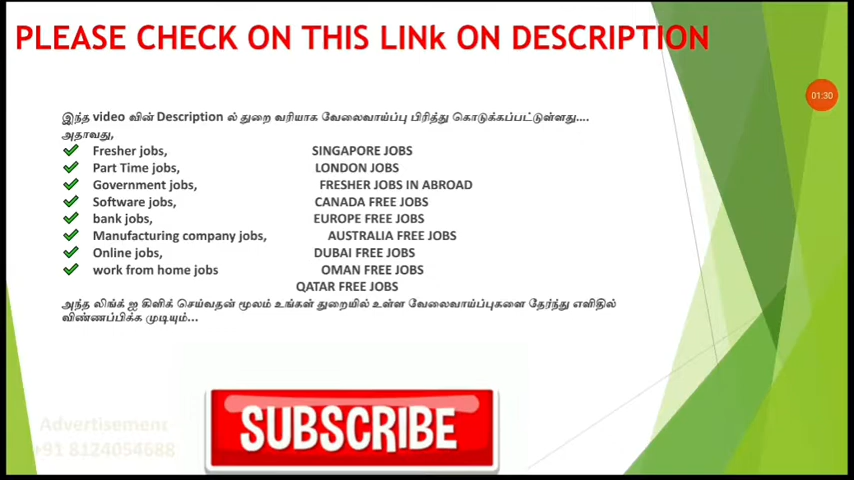 PLEASE CHECK ON THIS LINk ON DESCRIPTION
01:30
இந்த video வின் Description ல் துறை வரியாக வேலைவாய்ப்பு பிரித்து கொடுக்கப்பட்டுள்ளது....
அதாவது,
Fresher jobs, SINGAPORE JOBS
Part Time jobs, LONDON JOBS
Government jobs, FRESHER JOBS IN ABROAD
Software jobs, CANADA FREE JOBS
bank jobs, EUROPE FREE JOBS
Manufacturing company jobs, AUSTRALIA FREE JOBS
Online jobs, DUBAI FREE JOBS
work from home jobs OMAN FREE JOBS
QATAR FREE JOBS
அந்த லிங்க் ஐ கிளிக் செய்வதன் மூலம் உங்கள் துறையில் உள்ள வேலைவாய்ப்புகளை தேர்ந்து எளிதில்
விண்ணப்பிக்க முடியும்...
SUBSCRIBE
Advertisement
+91 8124054688